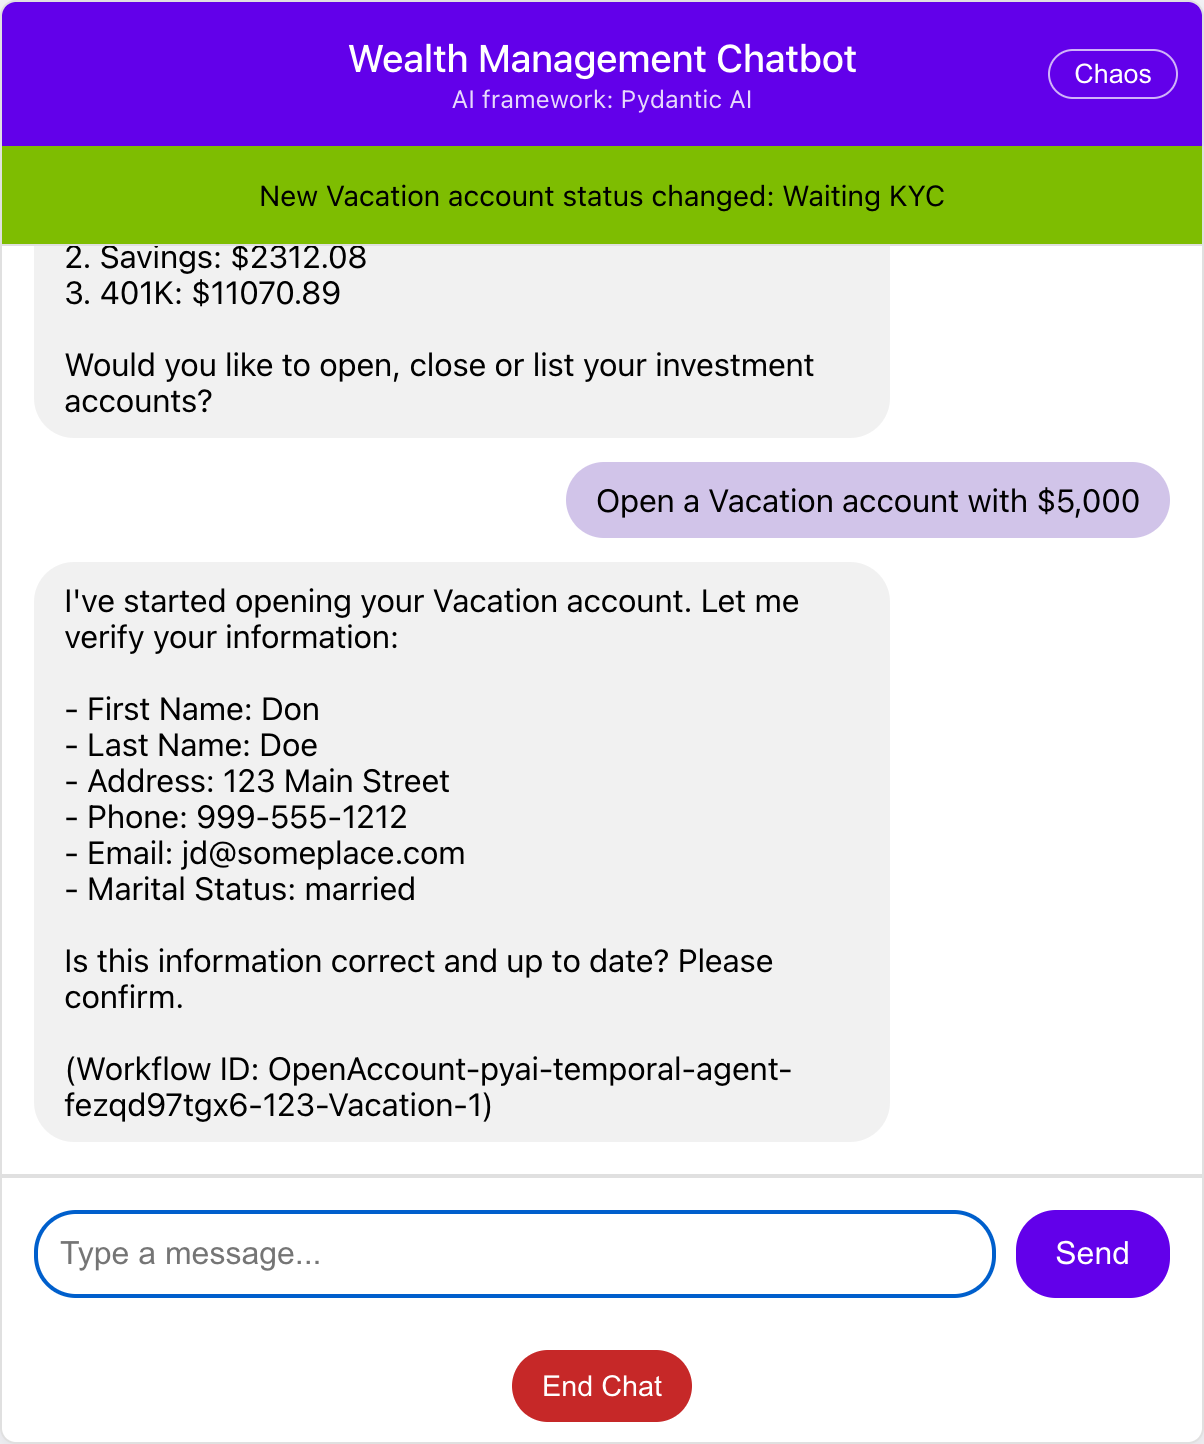 Wealth Management Chatbot
AI framework: Pydantic AI
Chaos
New Vacation account status changed: Waiting KYC
2. Savings: $2312.08
3. 401K: $11070.89
Would you like to open, close or list your investment
accounts?
Open a Vacation account with $5,000
I've started opening your Vacation account. Let me
verify your information:
- First Name: Don
- Last Name: Doe
- Address: 123 Main Street
- Phone: 999-555-1212
- Email: jd@someplace.com
- Marital Status: married
Is this information correct and up to date? Please
confirm.
(Workflow ID: OpenAccount-pyai-temporal-agent-
fezqd97tgx6-123-Vacation-1)
Type a message...
Send
End Chat